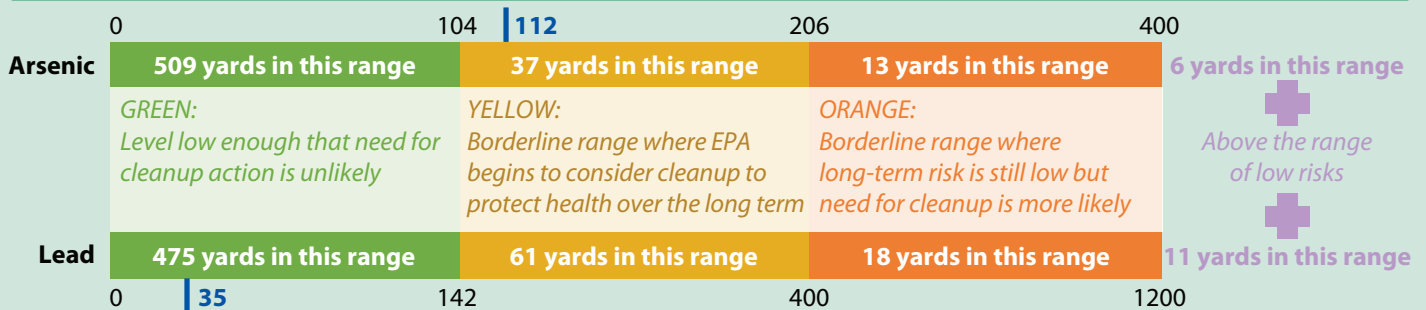 0 104 112 206 400
Arsenic 509 yards in this range 37 yards in this range 13 yards in this range 6 yards in this range
GREEN:
Level low enough that need for
cleanup action is unlikely
YELLOW:
Borderline range where EPA
begins to consider cleanup to
protect health over the long term
ORANGE:
Borderline range where
long-term risk is still low but
need for cleanup is more likely
Above the range
of low risks
Lead 475 yards in this range 61 yards in this range 18 yards in this range 11 yards in this range
0 35 142 400 1200